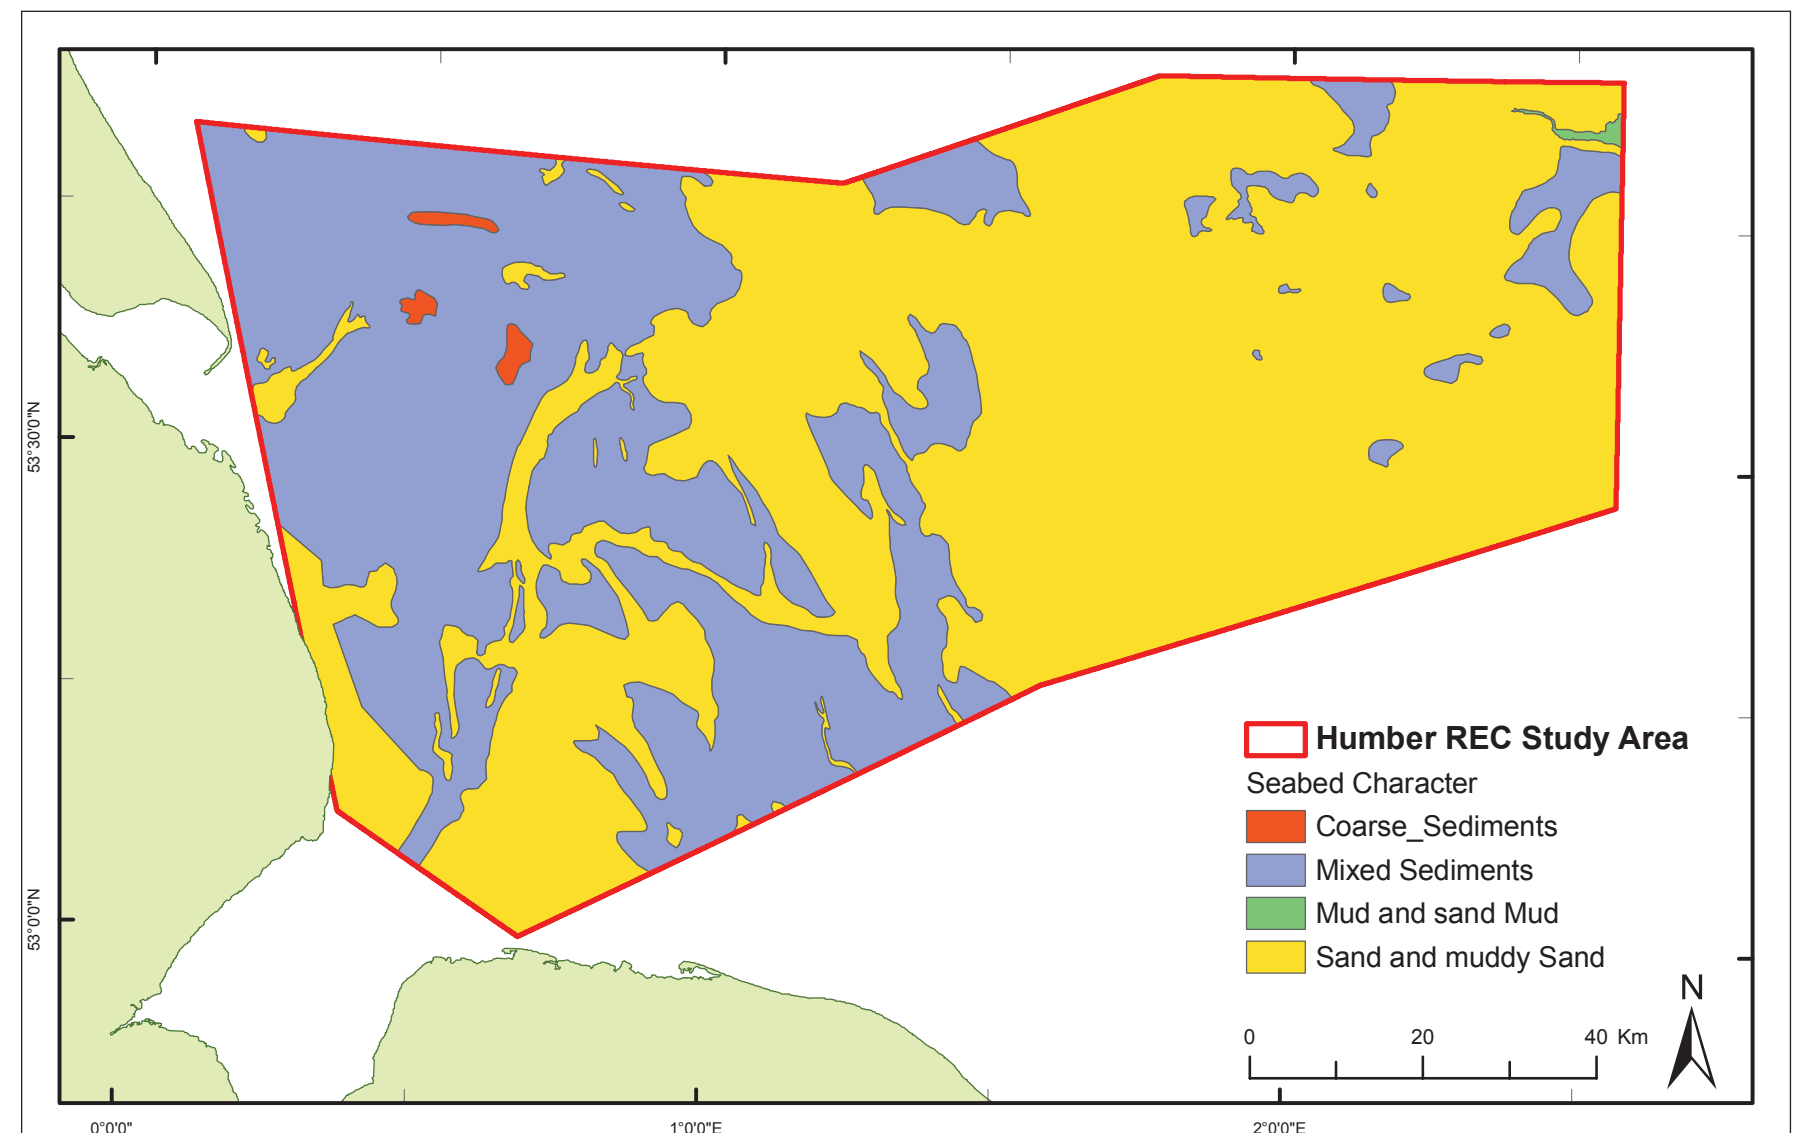 53°30'0"N
53°0'0"N
Humber REC Study Area
Seabed Character
Coarse_Sediments
Mixed Sediments
Mud and sand Mud
Sand and muddy Sand
N
0 20 40 Km
0°0'0" 1°0'0"E 2°0'0"E